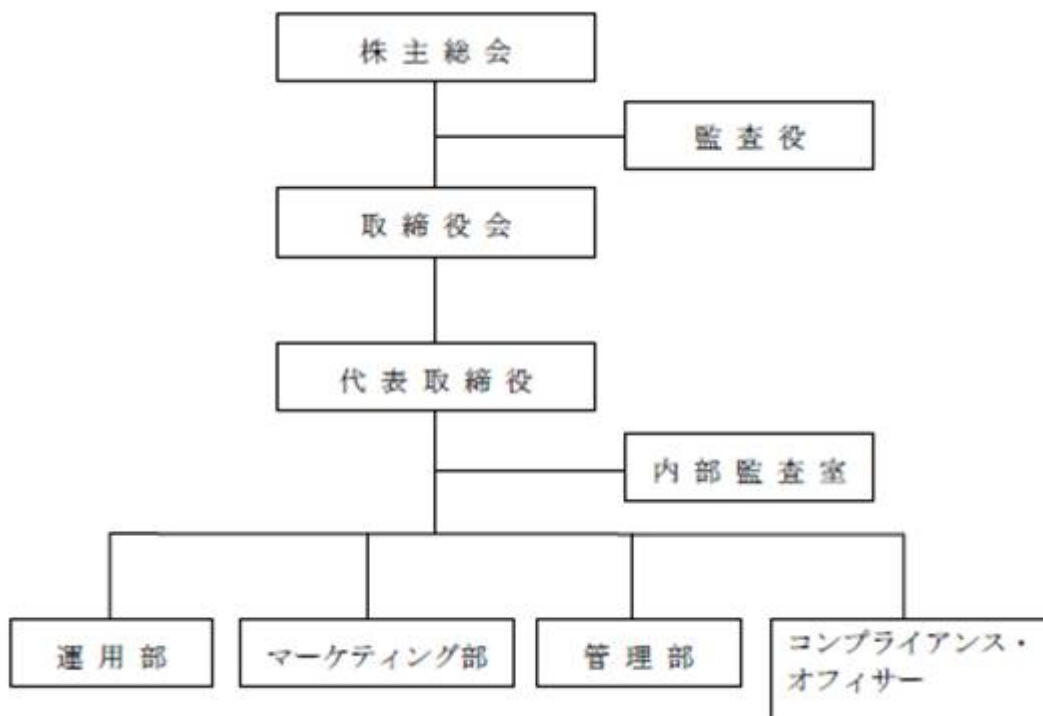 株主総会
監査役
取締役会
代表取締役
内部監査室
運用部
マーケティング部
管理部
コンプライアンス・
オフィサー